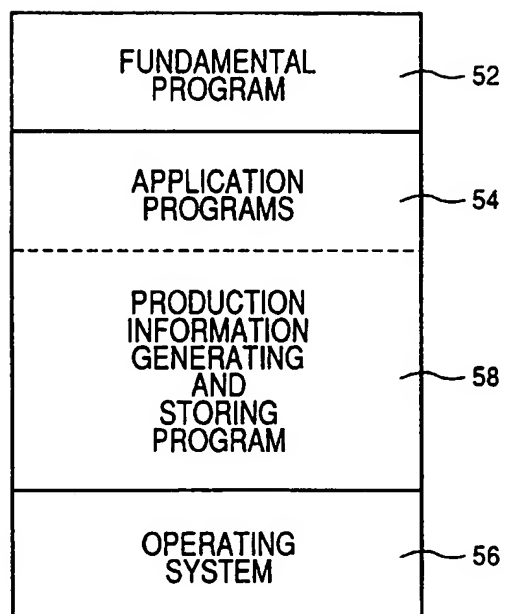 FUNDAMENTAL
PROGRAM
52
APPLICATION
PROGRAMS
54
PRODUCTION
INFORMATION
GENERATING
AND
STORING
PROGRAM
58
OPERATING
SYSTEM
56